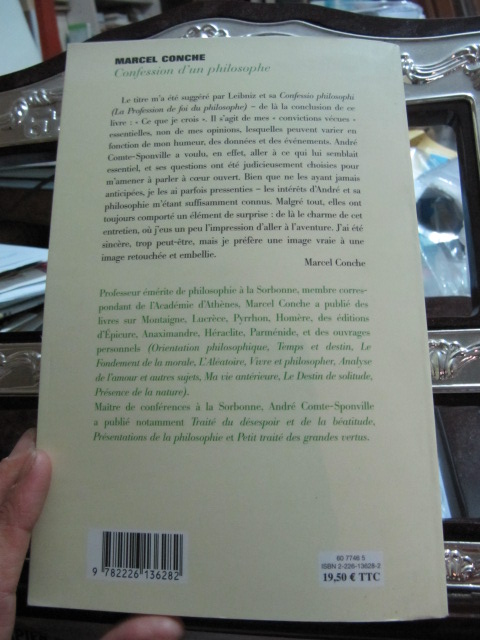 MARCEL CONCHE
Confession d'un philosophe
Le titre m'a été suggéré par Leibniz et sa Confessio philosophi
(La Profession de foi du philosophe) – de là la conclusion de ce
livre : « Ce que je crois ». Il s'agit de mes « convictions vécues »
essentielles, non de mes opinions, lesquelles peuvent varier en
fonction de mon humeur, des données et des événements. André
Comte-Sponville a voulu, en effet, aller à ce qui lui semblait
essentiel, et ses questions ont été judicieusement choisies pour
m'amener à parler à cœur ouvert. Bien que ne les ayant jamais
anticipées, je les ai parfois pressenties – les intérêts d'André et sa
philosophie m'étant suffisamment connus. Malgré tout, elles ont
toujours comporté un élément de surprise : de là le charme de cet
entretien, où j'eus un peu l'impression d'aller à l'aventure. J'ai été
sincère, trop peut-être, mais je préfère une image vraie à une
image retouchée et embellie.
Marcel Conche
Professeur émérite de philosophie à la Sorbonne, membre corres-
pondant de l'Académie d'Athènes, Marcel Conche a publié des
livres sur Montaigne, Lucrèce, Pyrrhon, Homère, des éditions
d'Épicure, Anaximandre, Héraclite, Parménide, et des ouvrages
personnels (Orientation philosophique, Temps et destin, Le
Fondement de la morale, L'Aléatoire, Vivre et philosopher, Analyse
de l'amour et autres sujets, Ma vie antérieure, Le Destin de solitude,
Présence de la nature).
Maître de conférences à la Sorbonne, André Comte-Sponville
a publié notamment Traité du désespoir et de la béatitude,
Présentations de la philosophie et Petit traité des grandes vertus.
9 782226 136282
60 7746 5
ISBN 2-226-13628-2
19,50 € TTC